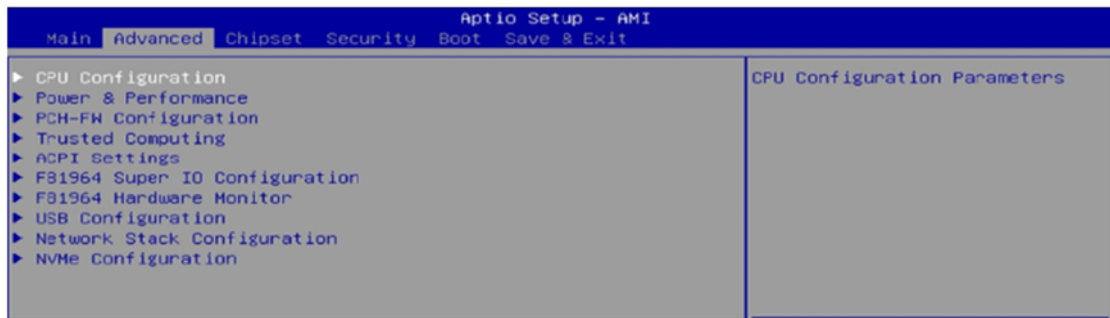 Aptio Setup – AMI
Main Advanced Chipset Security Boot Save & Exit
▶ CPU Configuration
▶ Power & Performance
▶ PCH-FW Configuration
▶ Trusted Computing
▶ ACPI Settings
▶ F81964 Super IO Configuration
▶ F81964 Hardware Monitor
▶ USB Configuration
▶ Network Stack Configuration
▶ NVMe Configuration
CPU Configuration Parameters